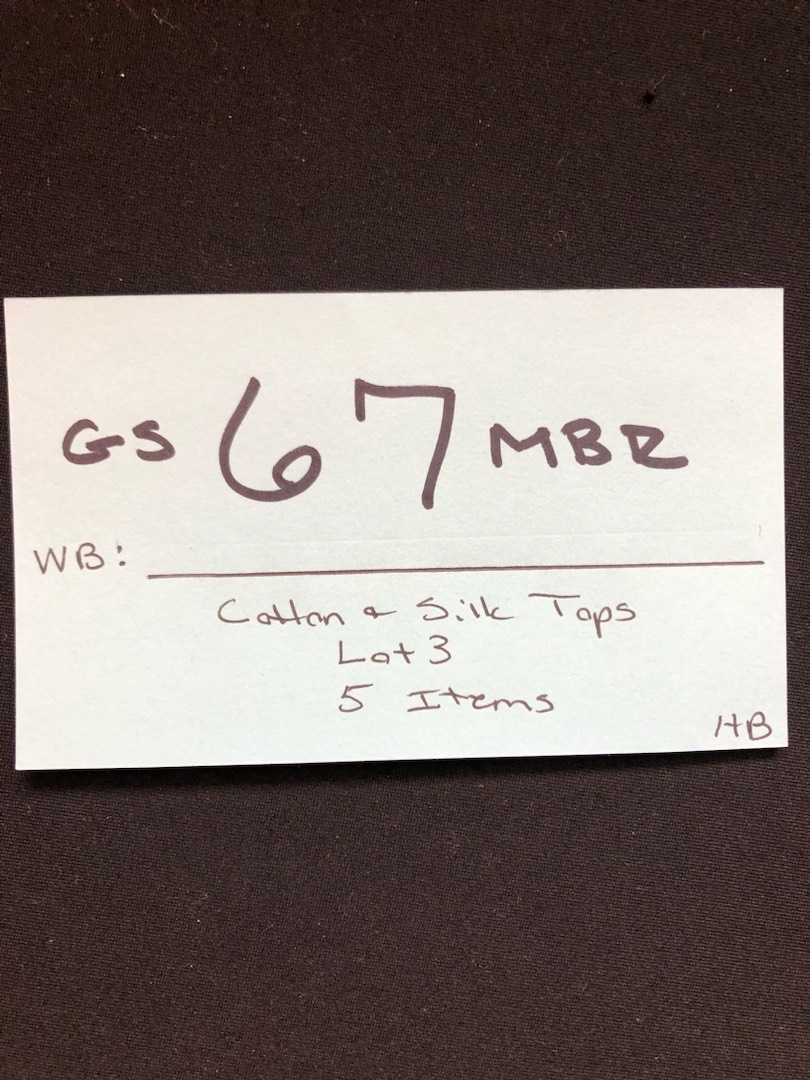 GS 67 MBR
WB:
Cotton & Silk Tops
Lot 3
5 Items
HB